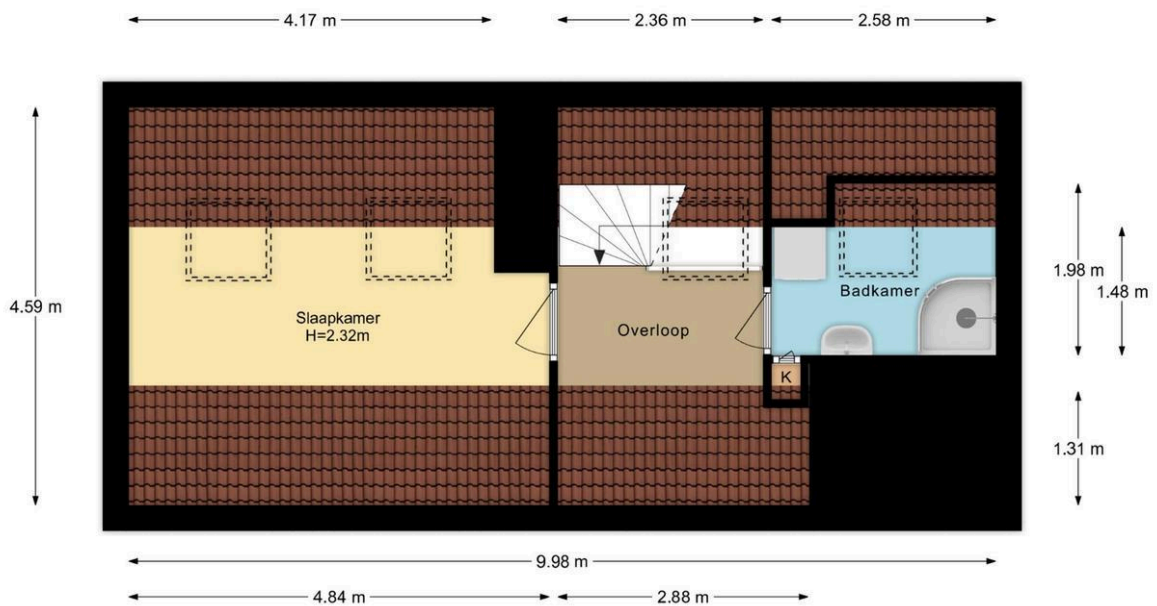 4.17 m
2.36 m
2.58 m
4.59 m
Slaapkamer
H=2.32m
Overloop
Badkamer
K
1.98 m
1.48 m
1.31 m
9.98 m
4.84 m
2.88 m